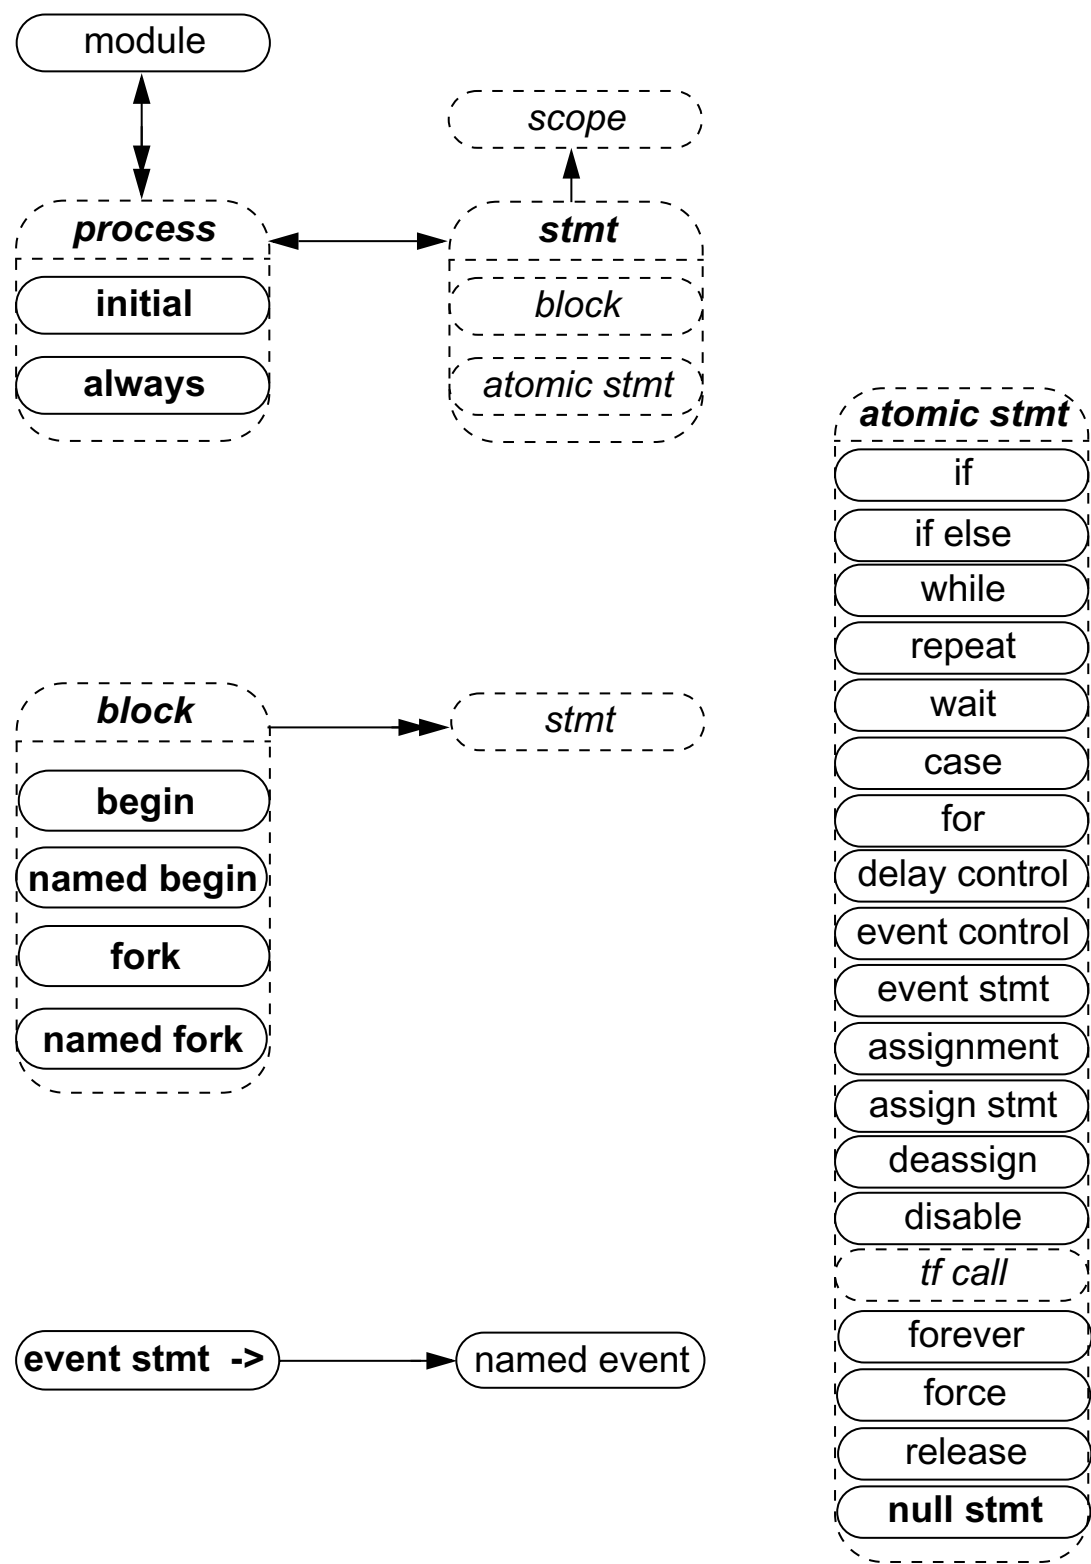 module
scope
process
stmt
initial
block
always
atomic stmt
atomic stmt
if
if else
while
repeat
wait
case
for
delay control
event control
event stmt
assignment
assign stmt
deassign
disable
tf call
forever
force
release
null stmt
block
stmt
begin
named begin
fork
named fork
event stmt ->
named event